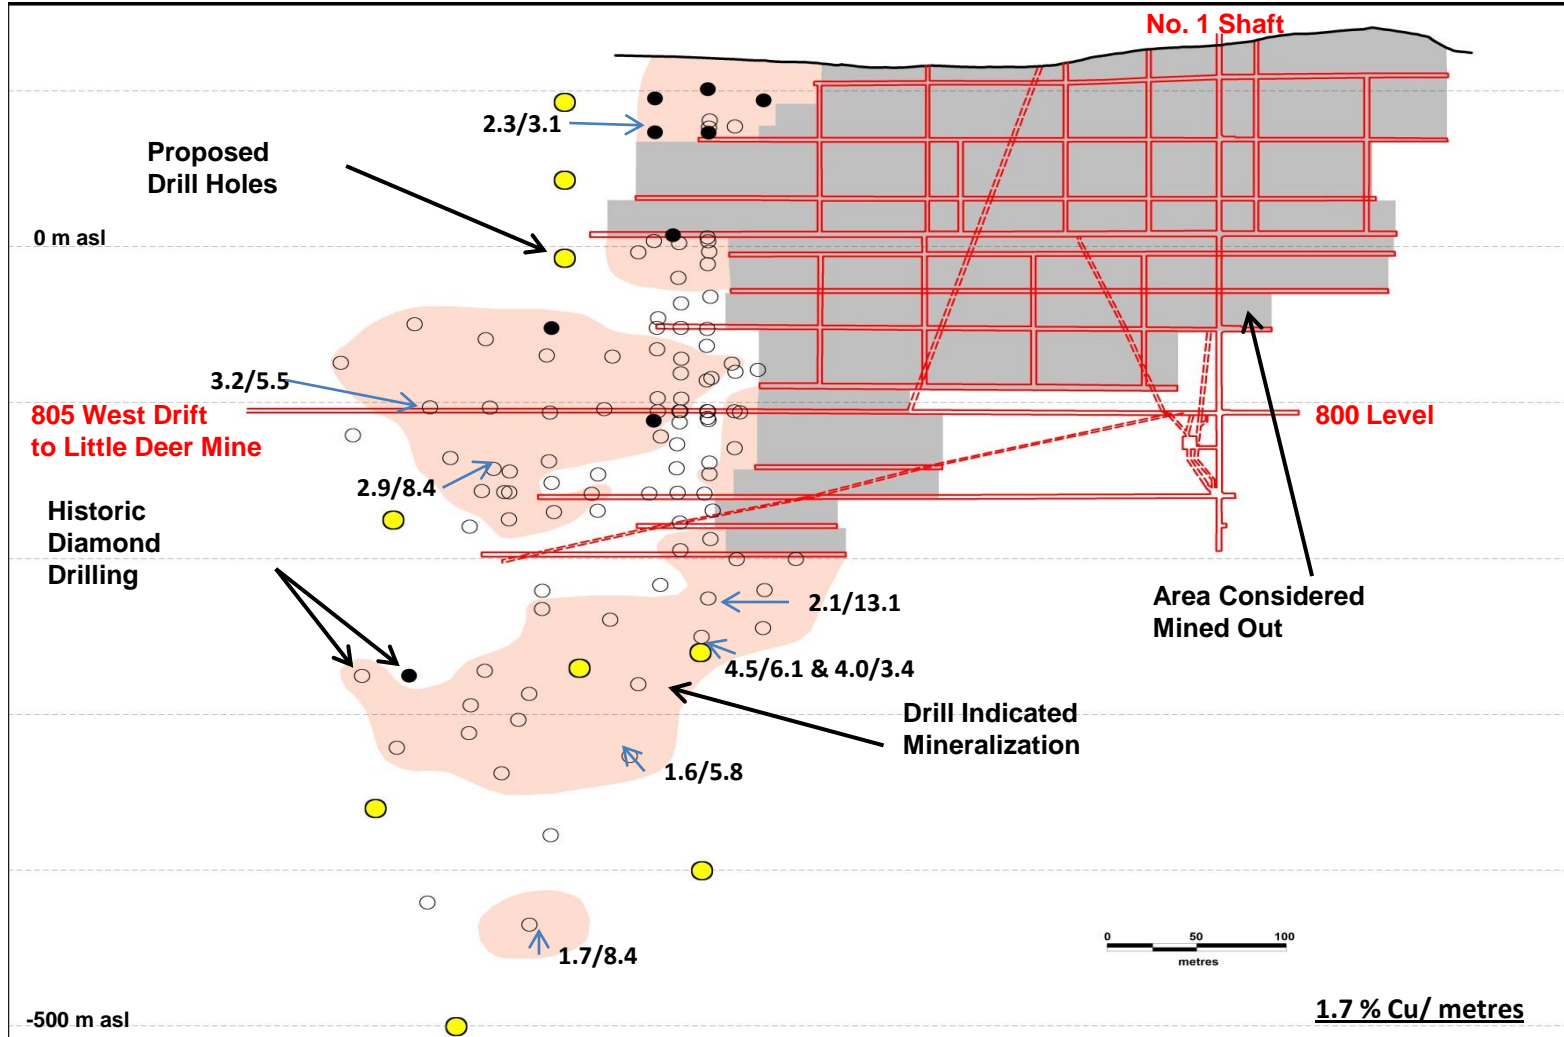 No. 1 Shaft
2.3/3.1
Proposed
Drill Holes
0 m asl
3.2/5.5
805 West Drift
to Little Deer Mine
800 Level
2.9/8.4
Historic
Diamond
Drilling
2.1/13.1
Area Considered
Mined Out
4.5/6.1 & 4.0/3.4
Drill Indicated
Mineralization
1.6/5.8
0 50 100
metres
1.7/8.4
1.7 % Cu/ metres
-500 m asl